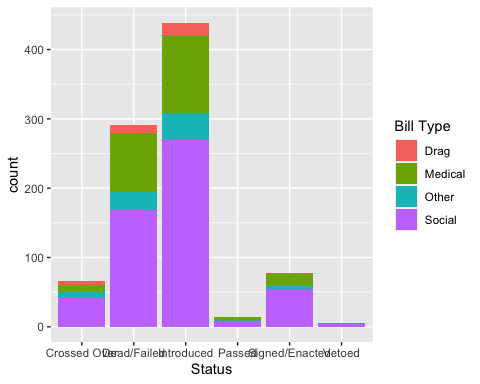 400
300
200
100
0
count
Crossed Over
Dead/Failed
Introduced
Passed
Signed/Enacted
Vetoed
Status
Bill Type
Drag
Medical
Other
Social